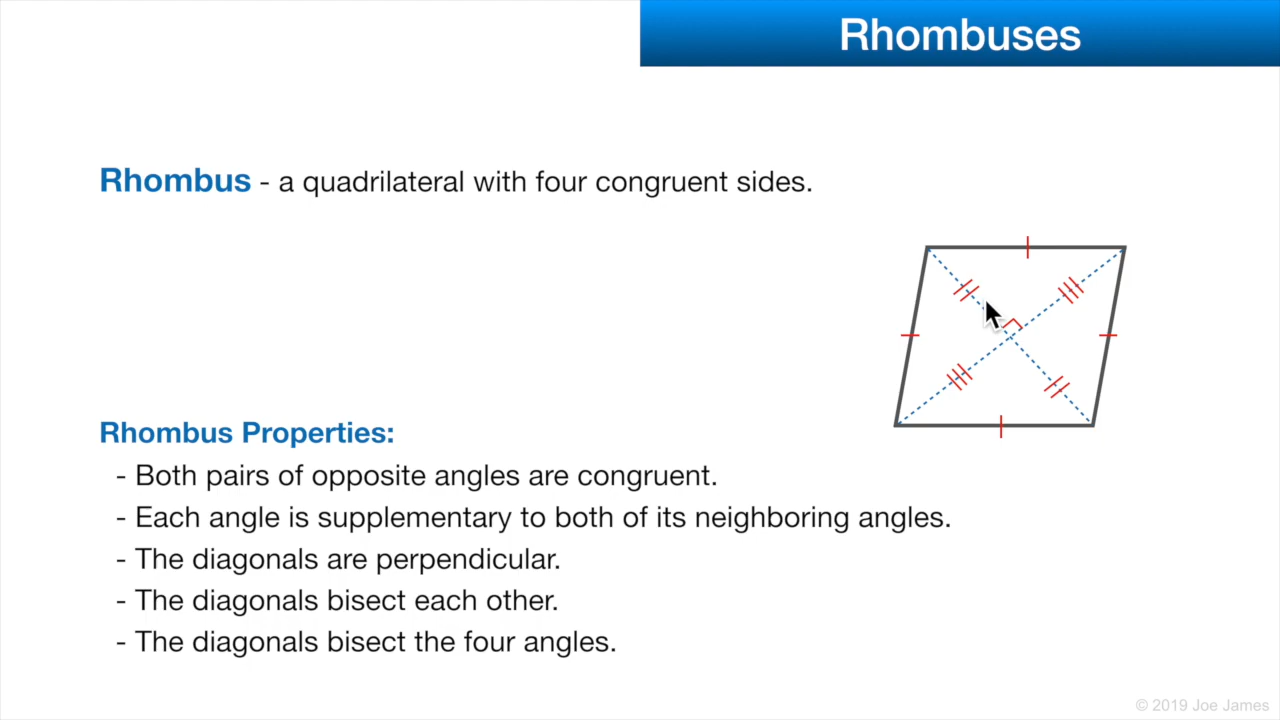 Rhombuses
Rhombus - a quadrilateral with four congruent sides.
Rhombus Properties:
- Both pairs of opposite angles are congruent.
- Each angle is supplementary to both of its neighboring angles.
- The diagonals are perpendicular.
- The diagonals bisect each other.
- The diagonals bisect the four angles.
© 2019 Joe James